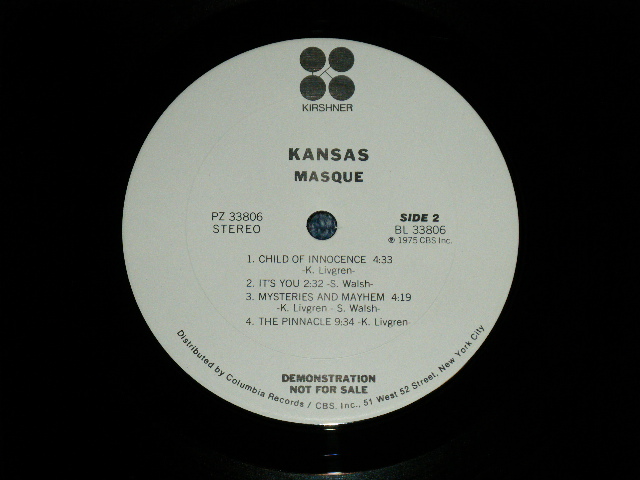 KIRSHNER
KANSAS
MASQUE
PZ 33806
STEREO
SIDE 2
BL 33806
℗ 1975 CBS Inc.
1. CHILD OF INNOCENCE 4:33
-K. Livgren-
2. IT'S YOU 2:32 -S. Walsh-
3. MYSTERIES AND MAYHEM 4:19
-K. Livgren - S. Walsh-
4. THE PINNACLE 9:34 -K. Livgren-
DEMONSTRATION
NOT FOR SALE
Distributed by Columbia Records / CBS, Inc., 51 West 52 Street, New York City